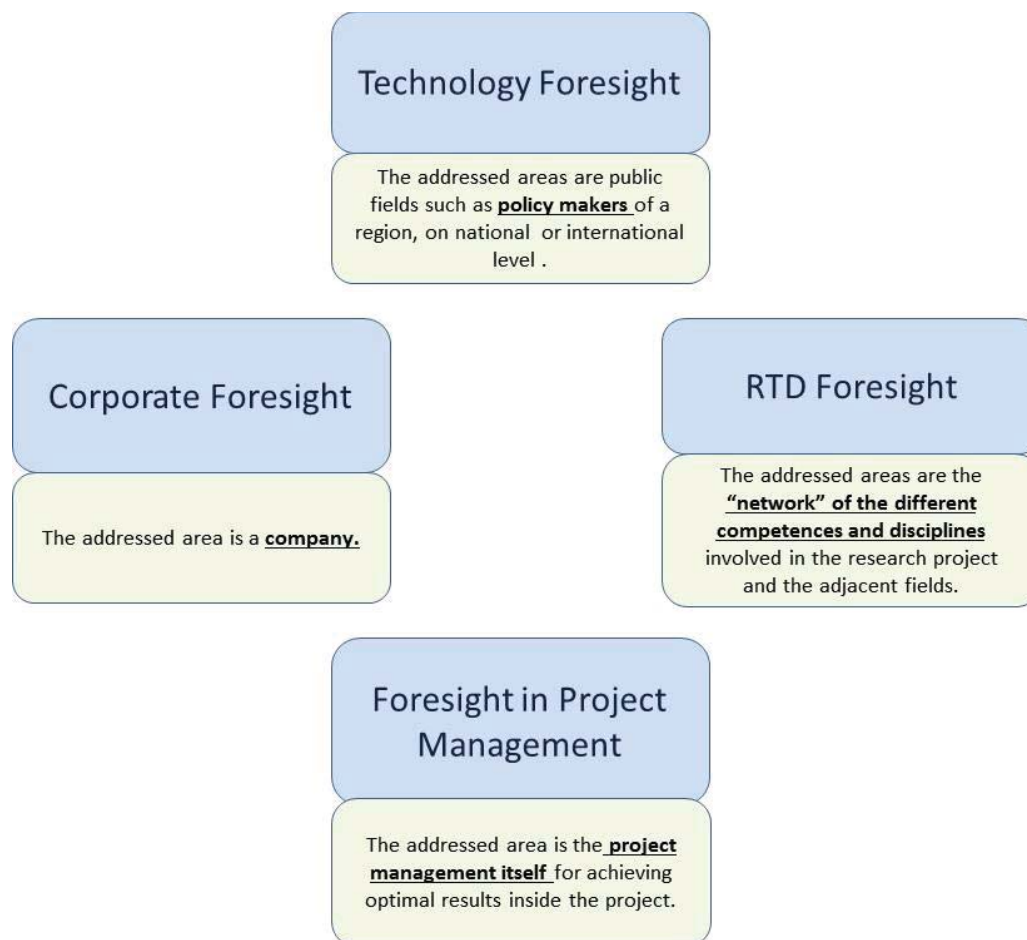 Technology Foresight
The addressed areas are public
fields such as policy makers of a
region, on national or international
level .
Corporate Foresight
The addressed area is a company.
RTD Foresight
The addressed areas are the
“network” of the different
competences and disciplines
involved in the research project
and the adjacent fields.
Foresight in Project
Management
The addressed area is the project
management itself for achieving
optimal results inside the project.